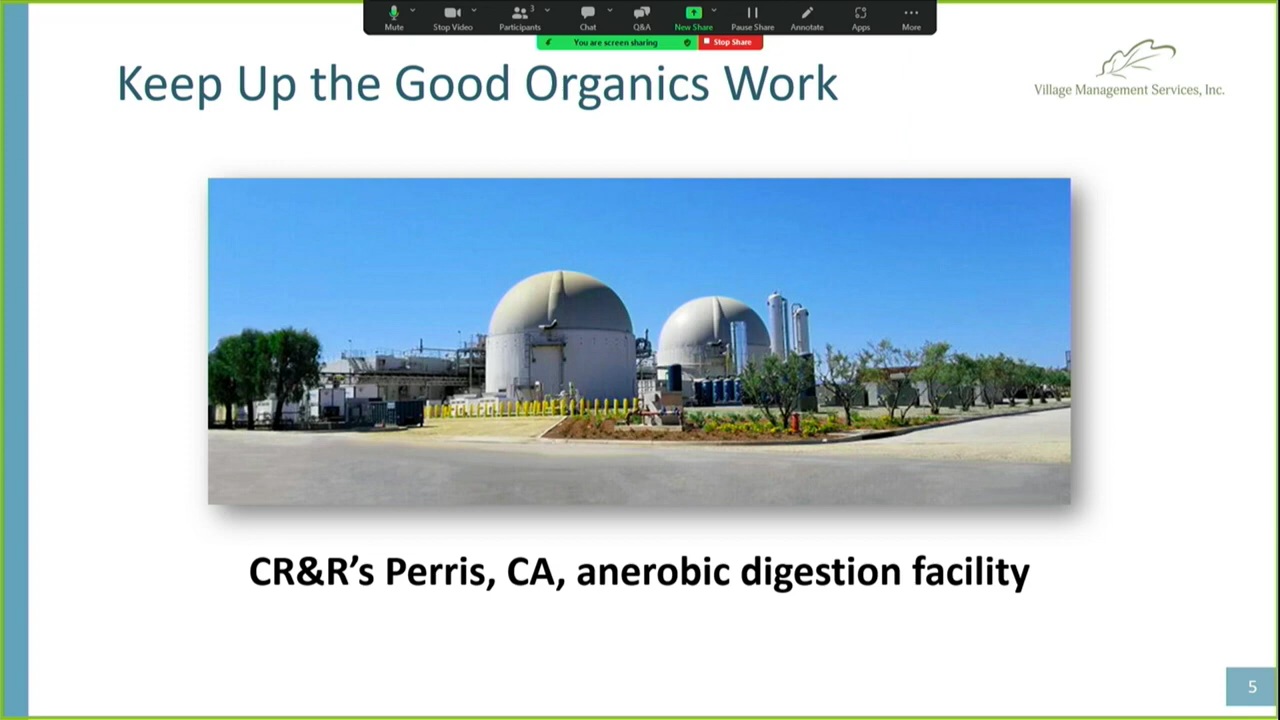 3
Mute
Stop Video
Participants
Chat
Q&A
New Share
Pause Share
Annotate
Apps
More
You are screen sharing
Stop Share
Keep Up the Good Organics Work
Village Management Services, Inc.
CR&R’s Perris, CA, anerobic digestion facility
5